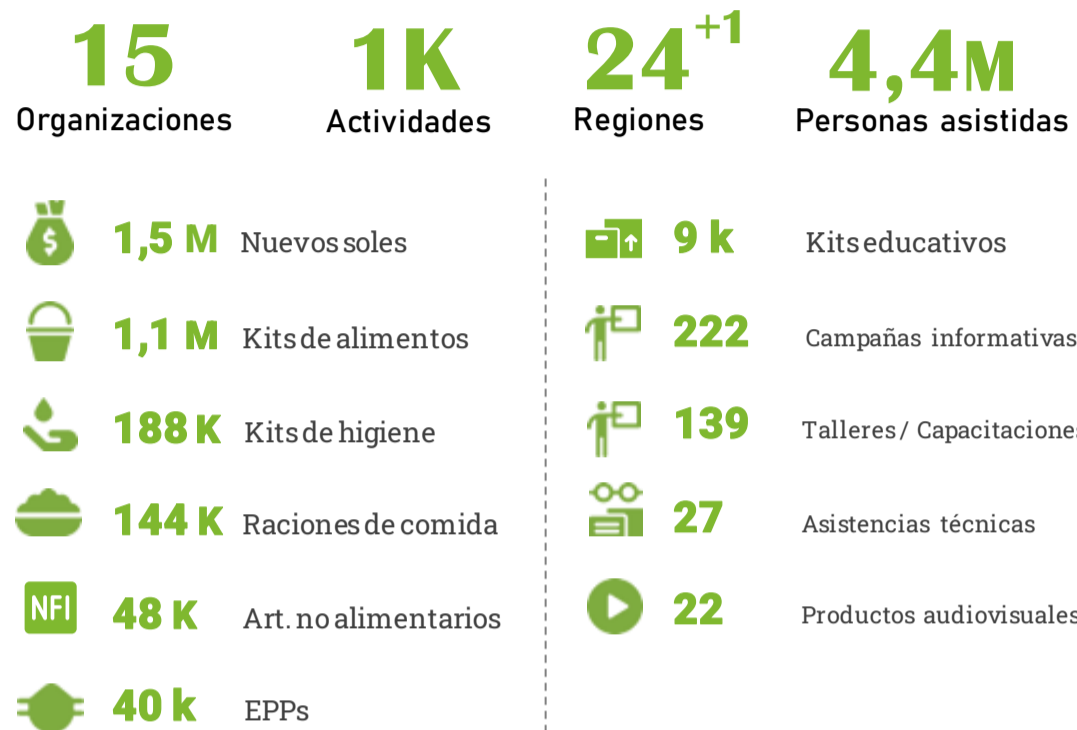 15
Organizaciones
1K
Actividades
24+1
Regiones
4,4M
Personas asistidas
$
1,5 M Nuevos soles
1,1 M Kits de alimentos
188 K Kits de higiene
144 K Raciones de comida
NFI 48 K Art. no alimentarios
40 k EPPs
9 k Kits educativos
222 Campañas informativas
139 Talleres / Capacitaciones
27 Asistencias técnicas
22 Productos audiovisuales